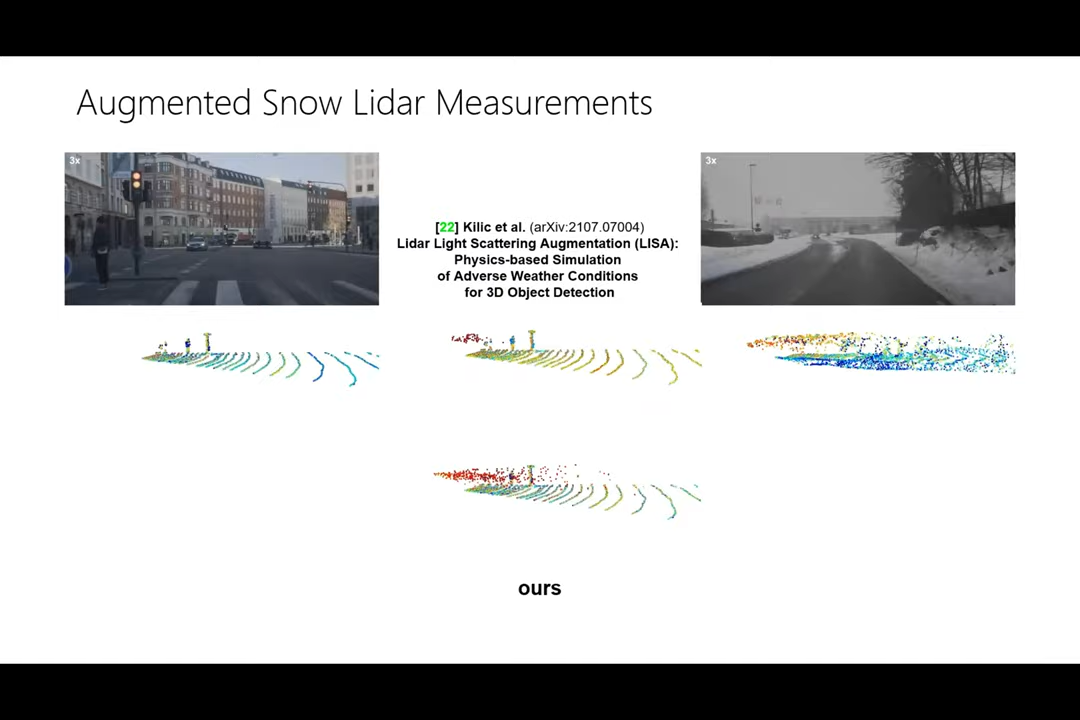 Augmented Snow Lidar Measurements
3x
3x
[22] Kilic et al. (arXiv:2107.07004)
Lidar Light Scattering Augmentation (LISA):
Physics-based Simulation
of Adverse Weather Conditions
for 3D Object Detection
ours